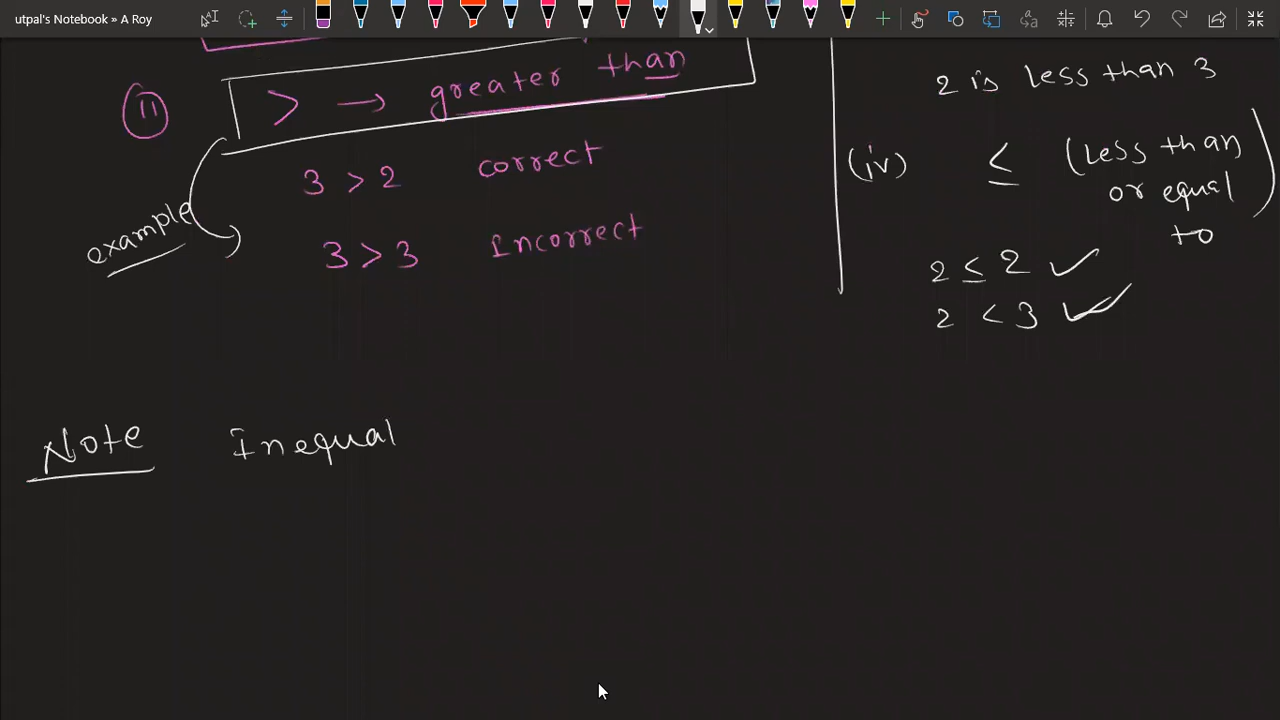 utpal's Notebook » A Roy
(ii) > → greater than
3 > 2 correct
example
3 > 3 Incorrect
2 is less than 3
(iv) ≤ (less than
or equal
to)
2 ≤ 2 ✓
2 < 3 ✓
Note Inequal